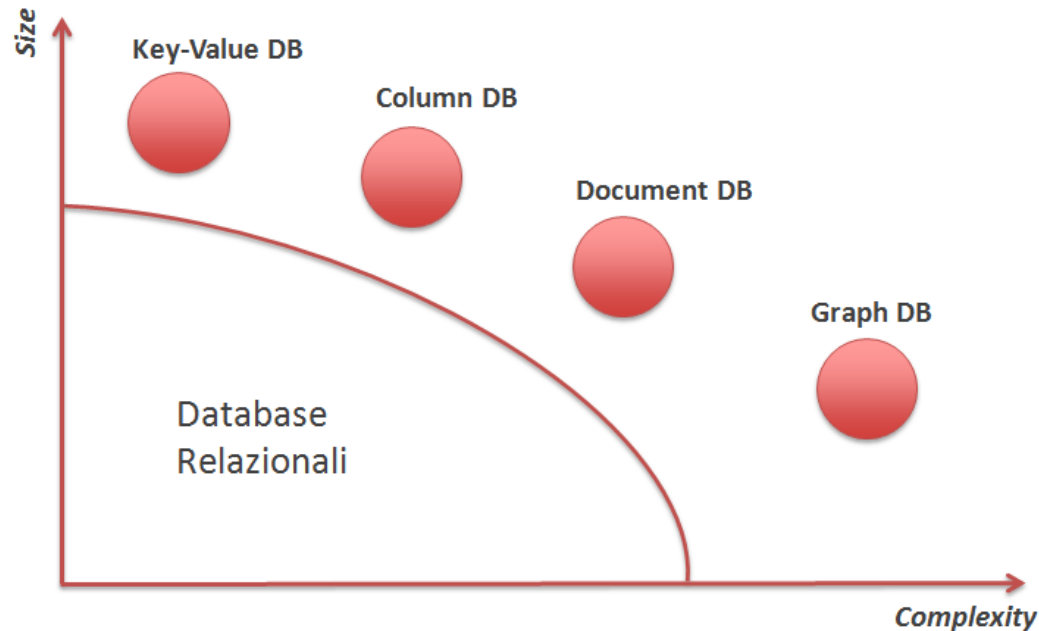 Size
Key-Value DB
Column DB
Document DB
Graph DB
Database
Relazionali
Complexity